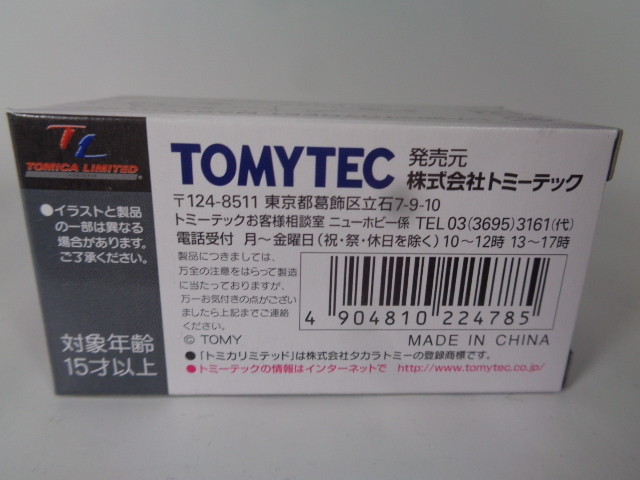 TL
TOMICA LIMITED
●イラストと製品
の一部は異なる
場合があります。
ご了承ください。
対象年齢
15才以上
TOMYTEC
発売元
株式会社トミーテック
〒124-8511 東京都葛飾区立石7-9-10
トミーテックお客様相談室 ニューホビー係 TEL 03(3695)3161(代)
電話受付 月～金曜日(祝・祭・休日を除く) 10～12時 13～17時
製品につきましては、
万全の注意をはらって製造
に当たっておりますが、
万一お気付きの点がござい
ましたら上記までご連絡
ください。
© TOMY
4 904810 224785
MADE IN CHINA
●「トミカリミテッド」は株式会社タカラトミーの登録商標です。
●トミーテックの情報はインターネットで http://www.tomytec.co.jp/